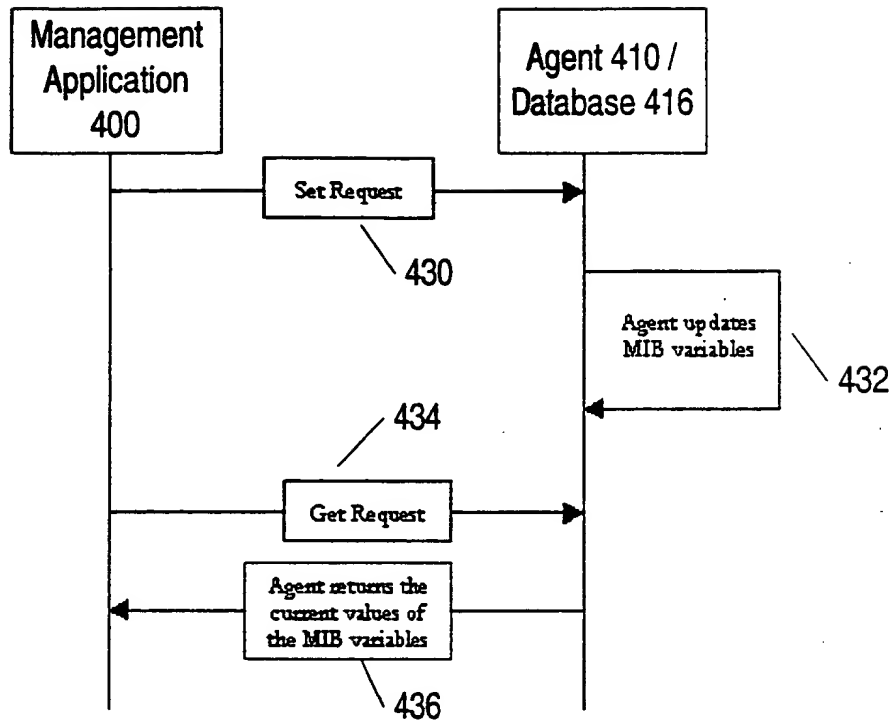 Management
Application
400
Agent 410 /
Database 416
Set Request
430
Agent updates
MIB variables
432
434
Get Request
Agent returns the
current values of
the MIB variables
436